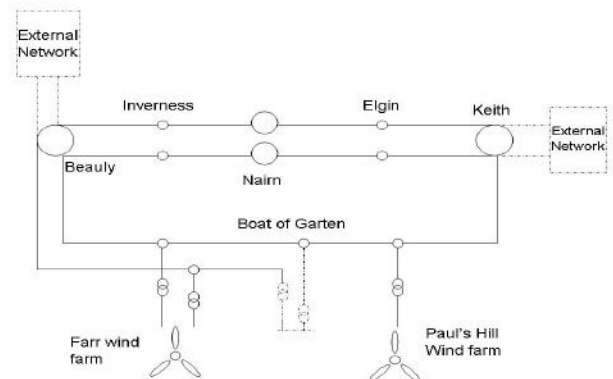 External
Network
Inverness
Elgin
Keith
External
Network
Beauly
Nairn
Boat of Garten
Farr wind
farm
Paul's Hill
Wind farm